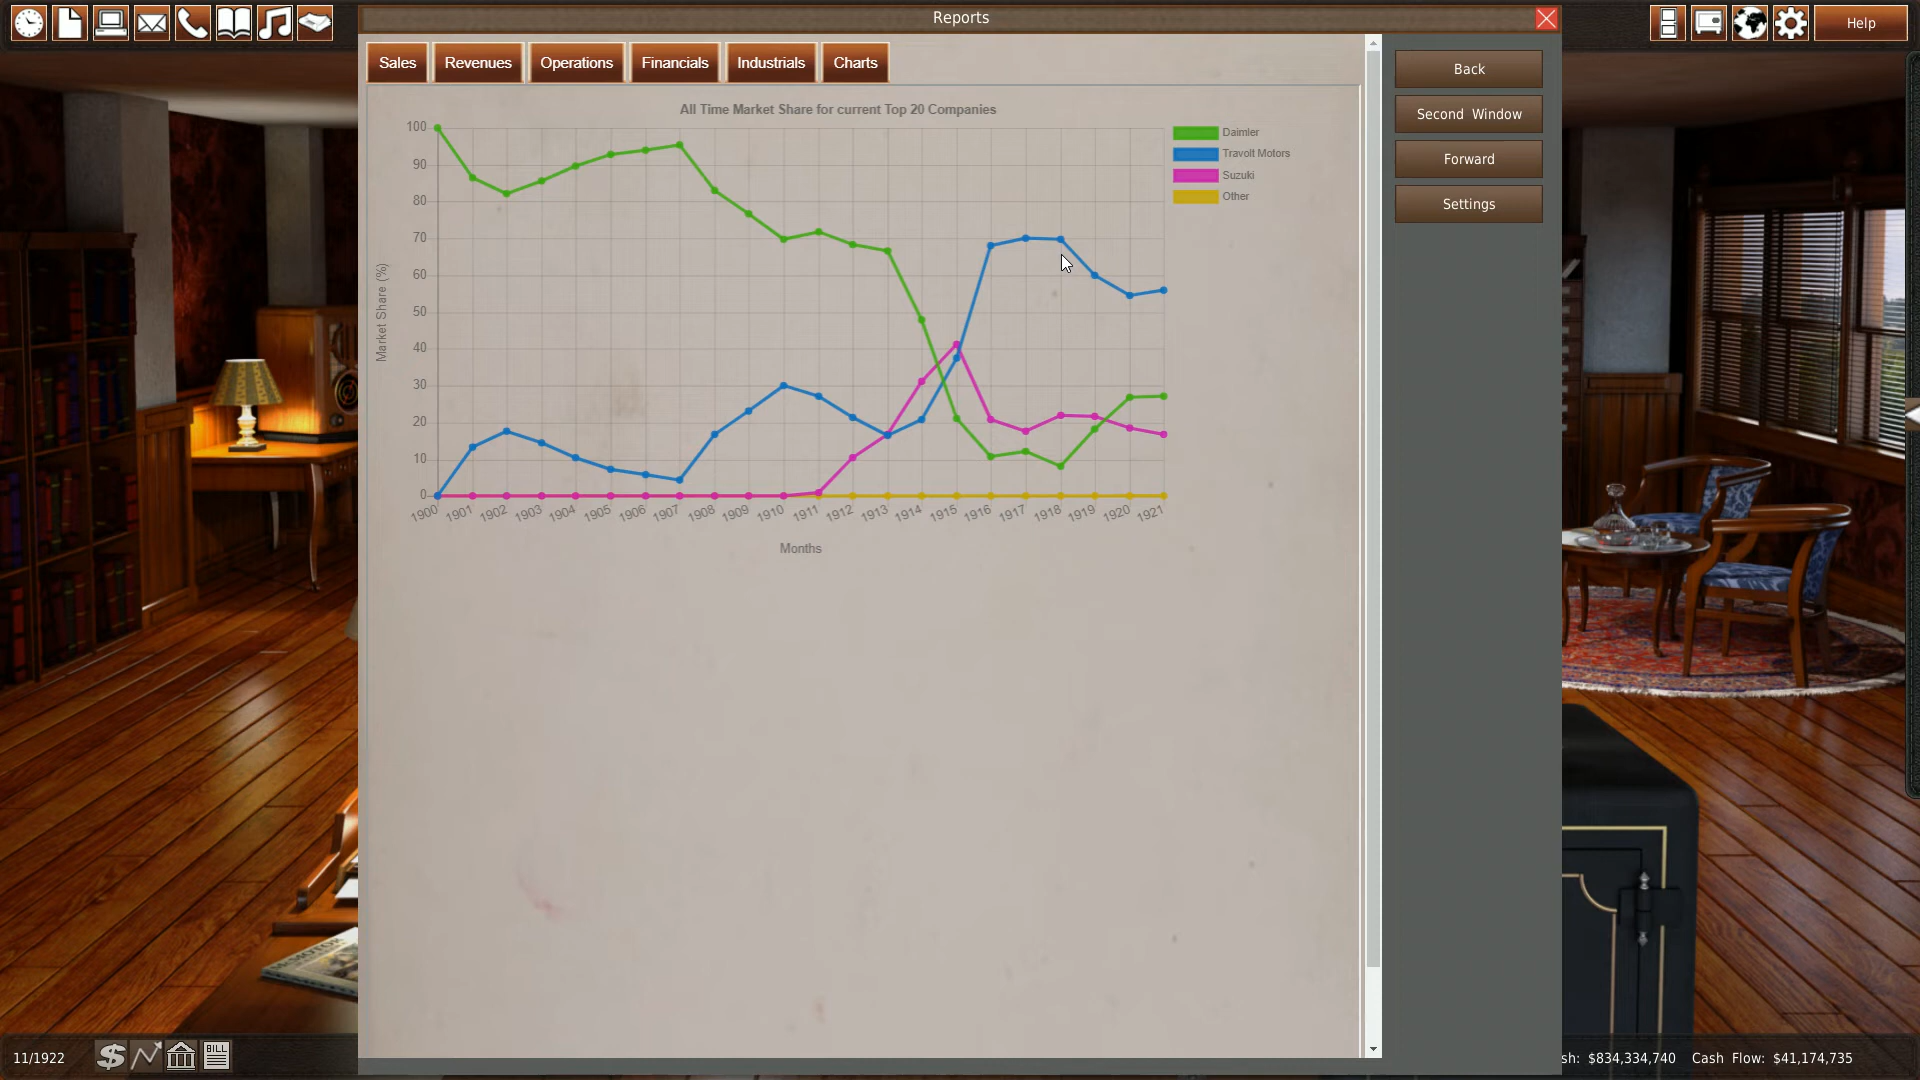 Reports
Help
Sales Revenues Operations Financials Industrials Charts
Back
Second Window
Forward
Settings
All Time Market Share for current Top 20 Companies
Daimler
Travolt Motors
Suzuki
Other
Market Share (%)
100
90
80
70
60
50
40
30
20
10
0
1900 1901 1902 1903 1904 1905 1906 1907 1908 1909 1910 1911 1912 1913 1914 1915 1916 1917 1918 1919 1920 1921
Months
11/1922
BILL
sh: $834,334,740 Cash Flow: $41,174,735